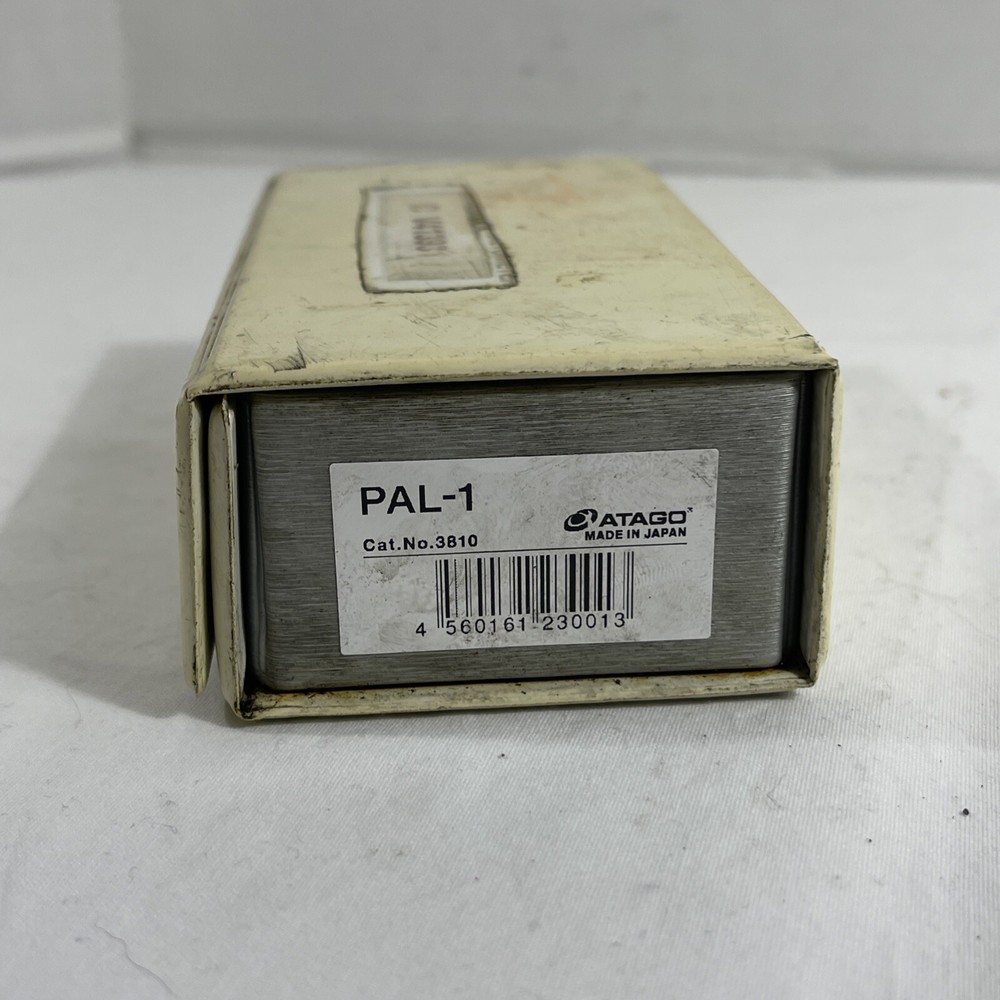 PAL-1
ATAGO
MADE IN JAPAN
Cat.No.3810
4 560161 230013